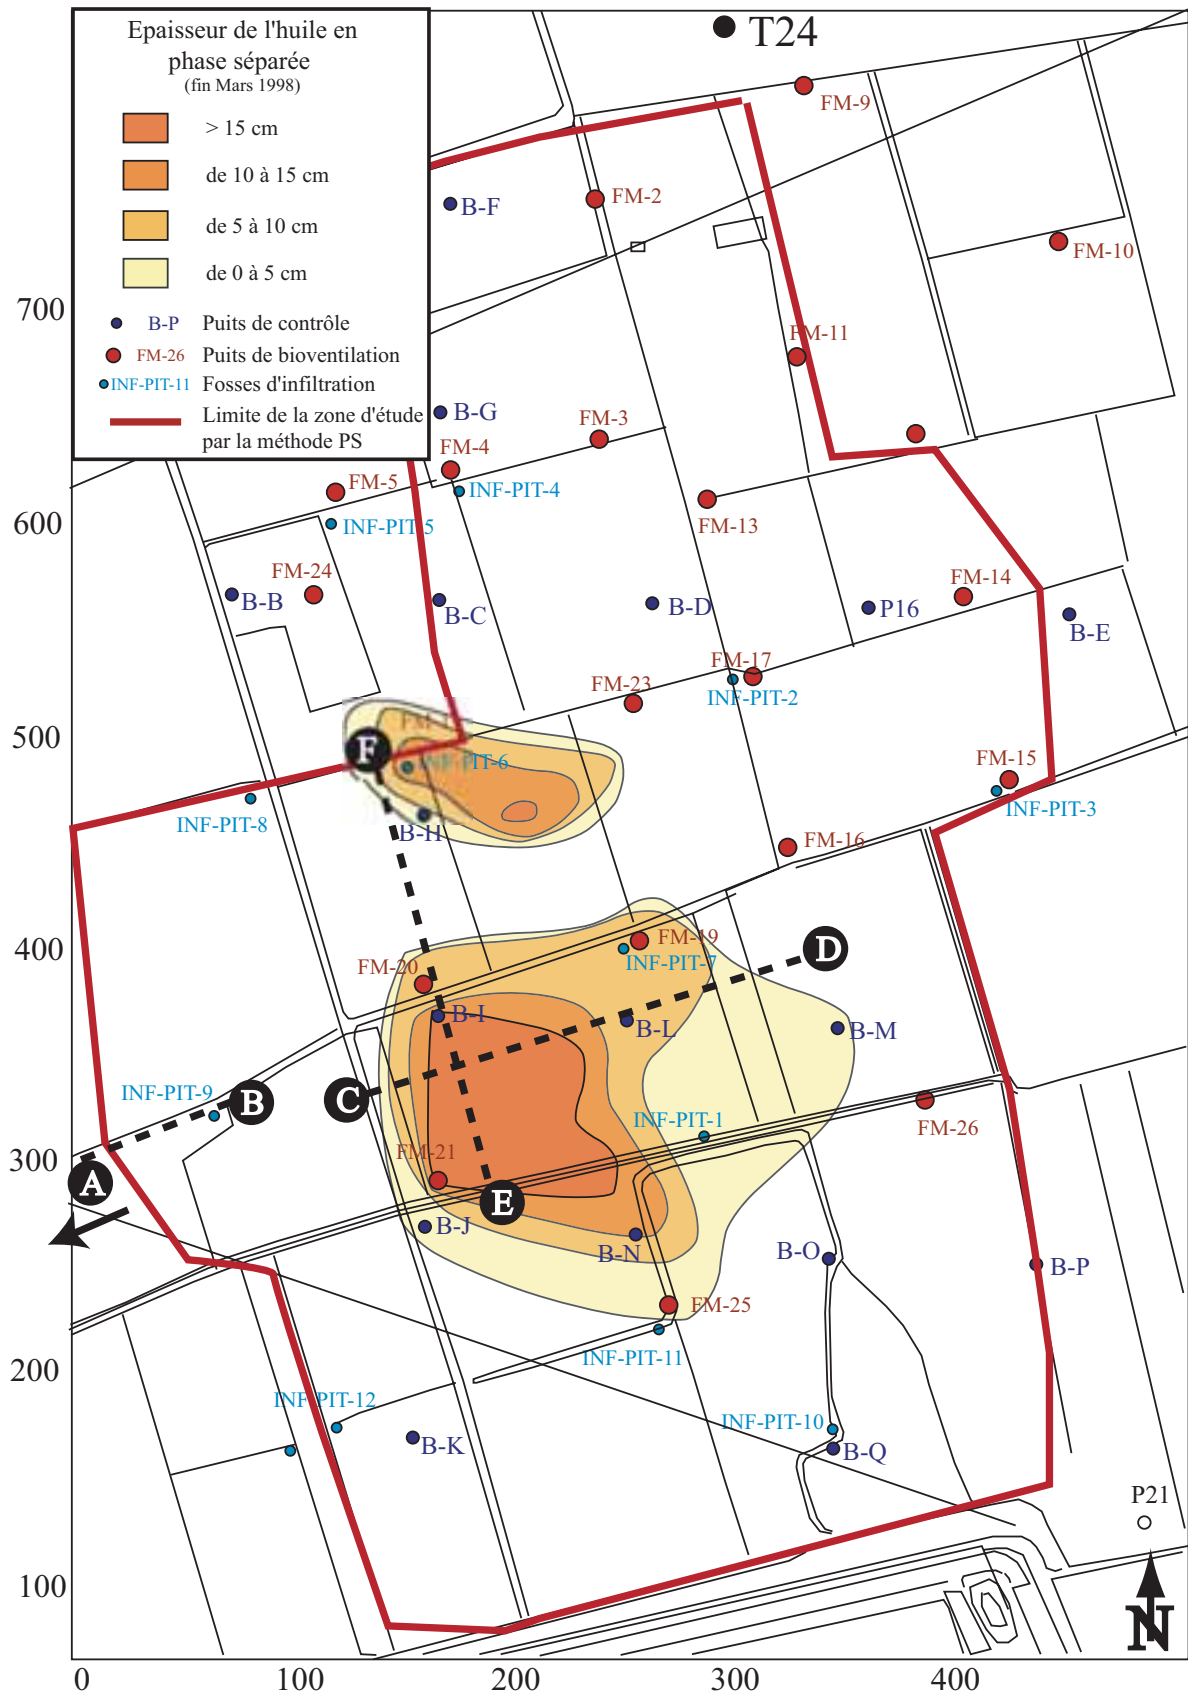 Epaisseur de l'huile en
phase séparée
(fin Mars 1998)
> 15 cm
de 10 à 15 cm
de 5 à 10 cm
de 0 à 5 cm
B-P Puits de contrôle
FM-26 Puits de bioventilation
INF-PIT-11 Fosses d'infiltration
Limite de la zone d'étude
par la méthode PS
T24
FM-9
FM-2
B-F
FM-10
700
FM-11
B-G
FM-3
FM-4
FM-5
INF-PIT-4
FM-13
600
INF-PIT-5
FM-24
FM-14
B-B
B-C
B-D
P16
B-E
FM-17
FM-23
INF-PIT-2
500
F
INF-PIT-6
FM-15
INF-PIT-3
INF-PIT-8
B-H
FM-16
400
FM-19
D
INF-PIT-7
FM-20
B-I
B-L
B-M
INF-PIT-9
B
C
INF-PIT-1
FM-26
300
FM-21
A
E
B-J
B-N
B-O
B-P
FM-25
INF-PIT-11
200
INF-PIT-12
INF-PIT-10
B-K
B-Q
P21
100
N
0 100 200 300 400